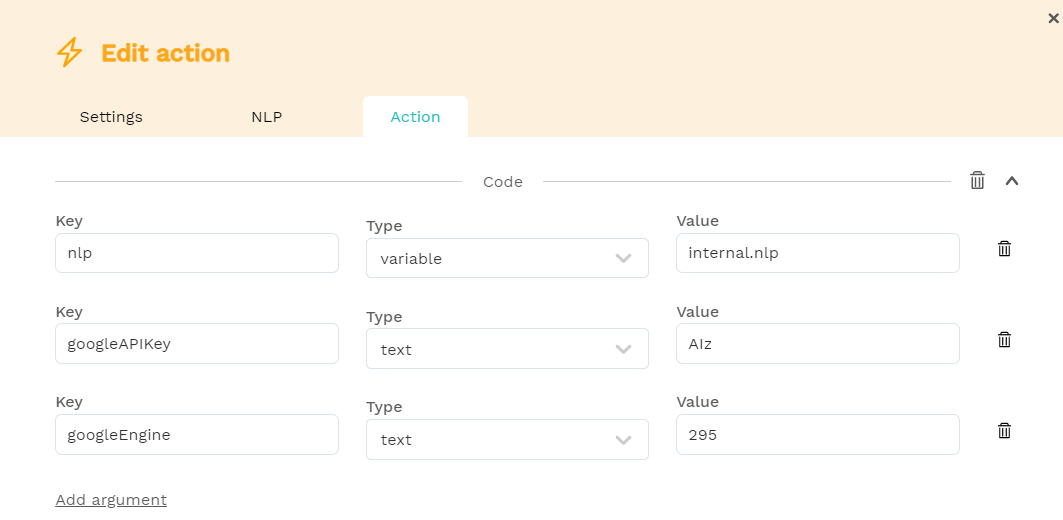 Edit action
Settings NLP Action
Code
Key Type Value
nlp variable internal.nlp
Key Type Value
googleAPIKey text AIz
Key Type Value
googleEngine text 295
Add argument